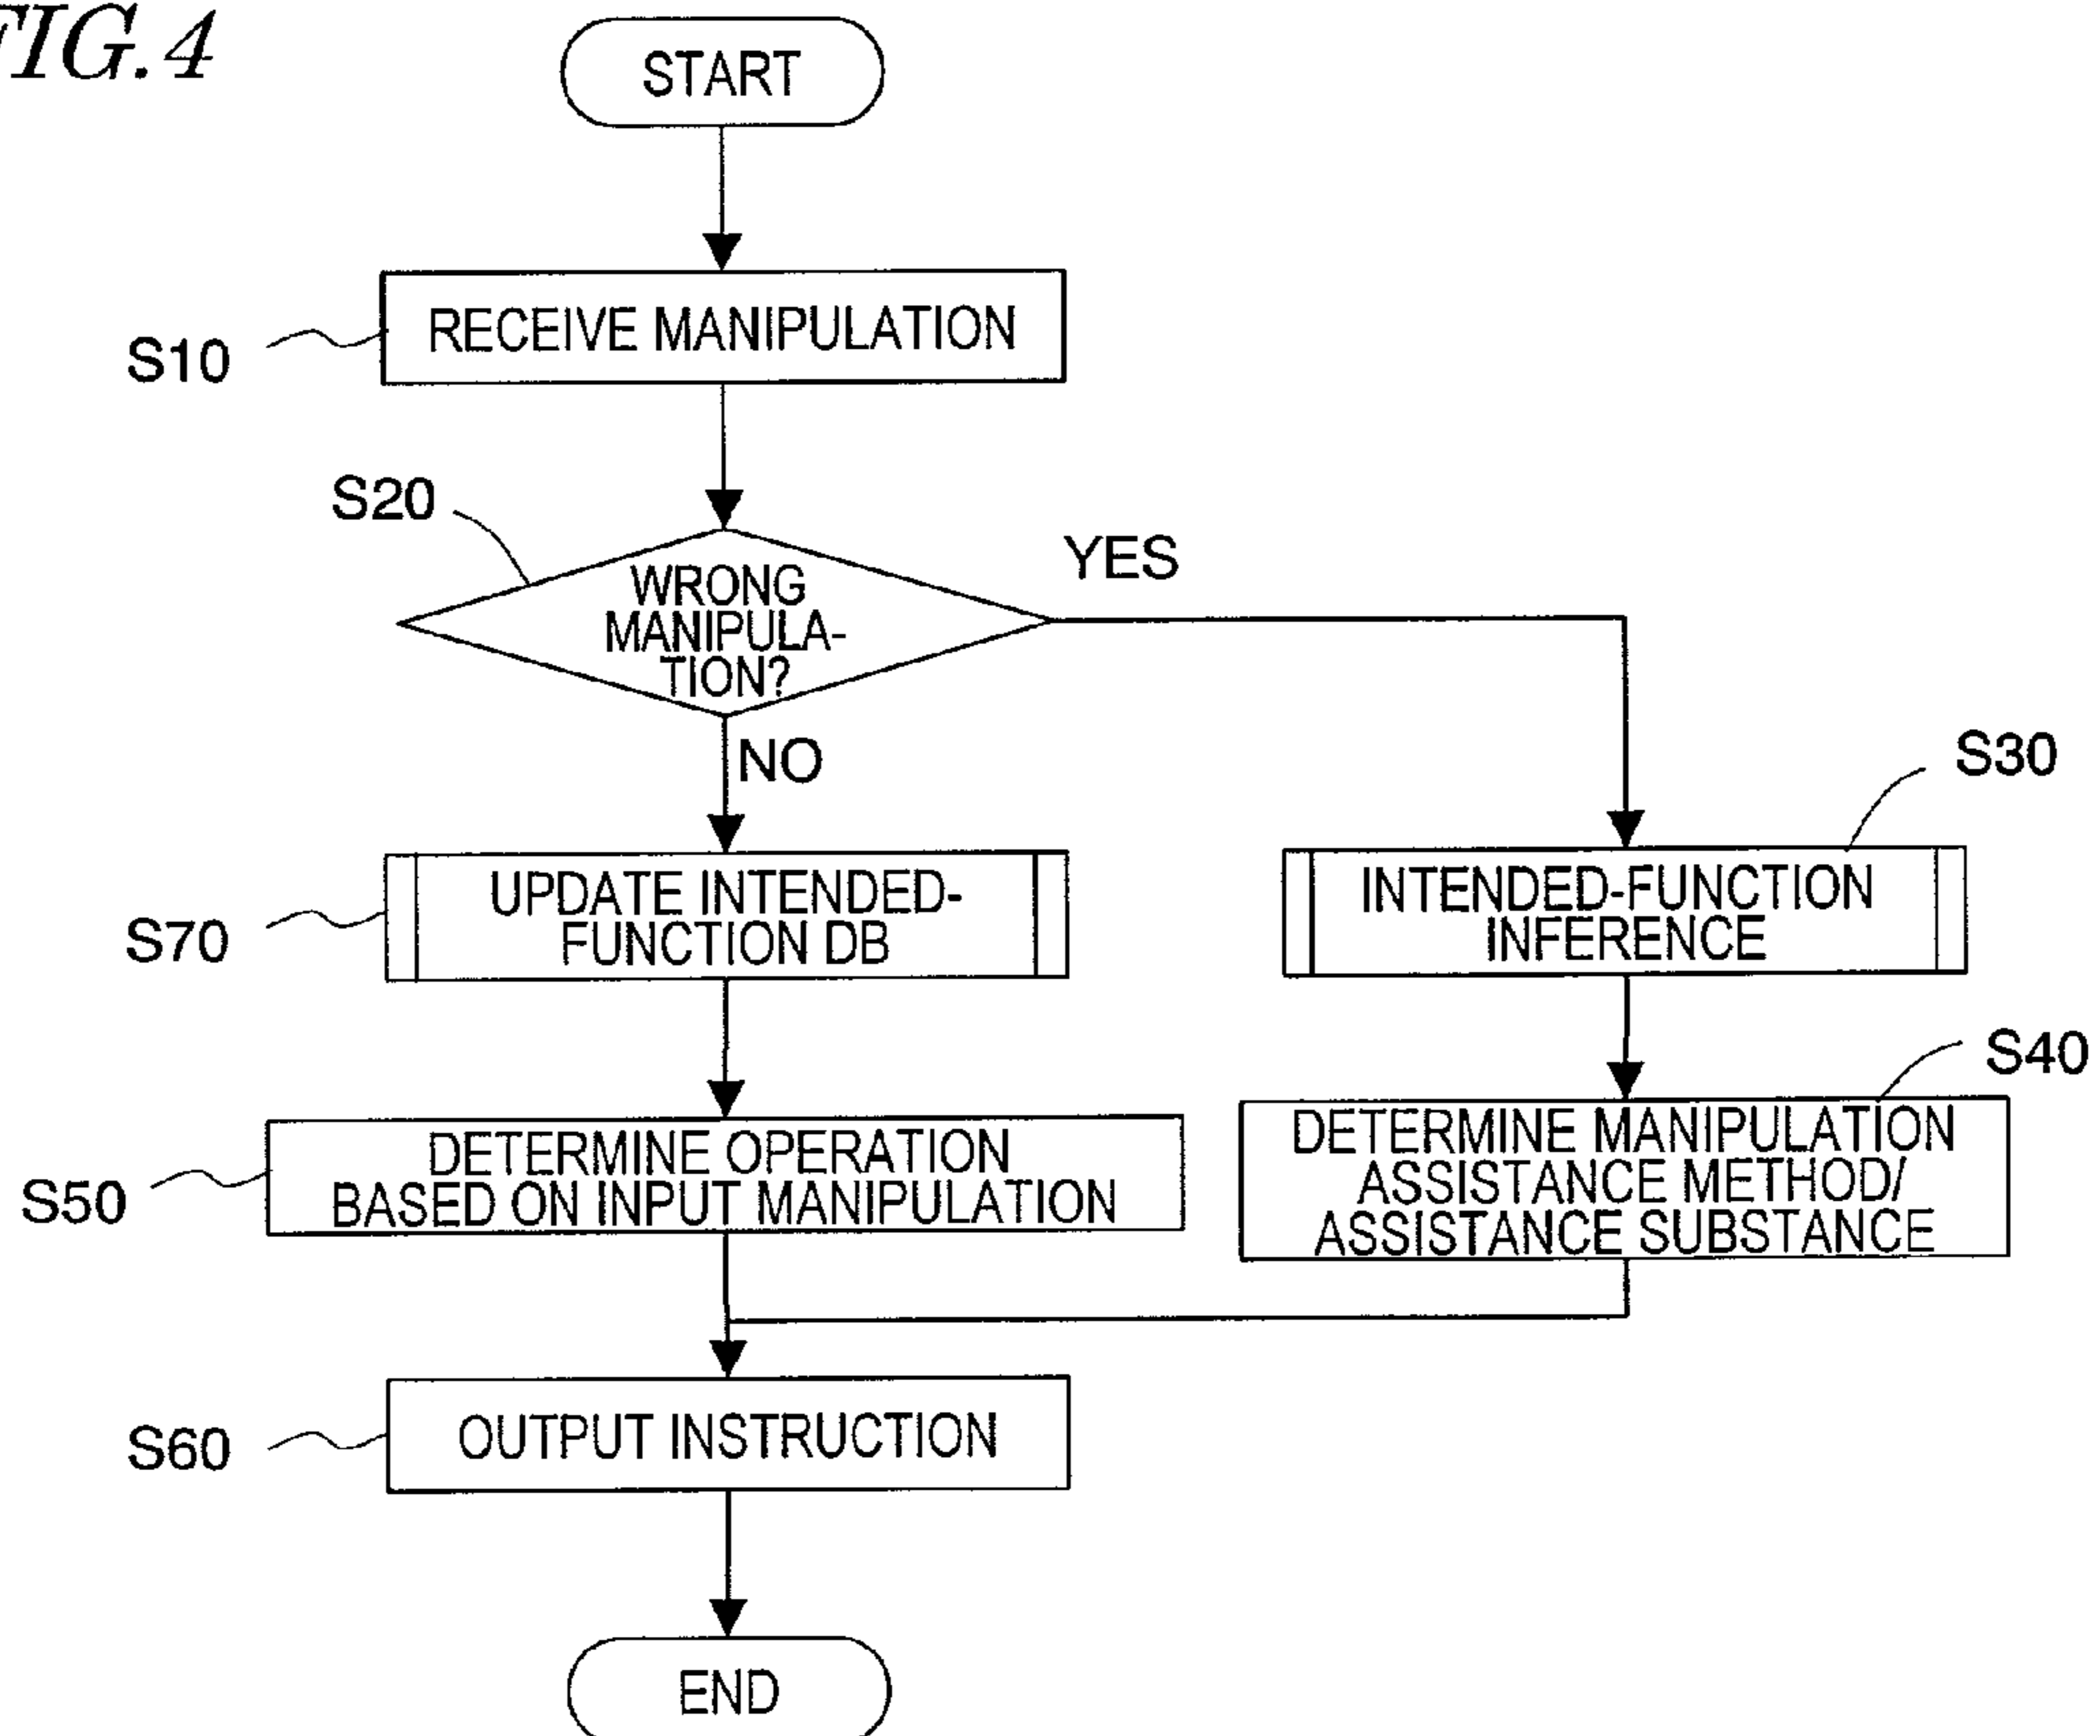 FIG.4
START
S10
RECEIVE MANIPULATION
S20
WRONG
MANIPULA-
TION?
YES
NO
S30
S70
UPDATE INTENDED-
FUNCTION DB
INTENDED-FUNCTION
INFERENCE
S40
S50
DETERMINE OPERATION
BASED ON INPUT MANIPULATION
DETERMINE MANIPULATION
ASSISTANCE METHOD/
ASSISTANCE SUBSTANCE
S60
OUTPUT INSTRUCTION
END